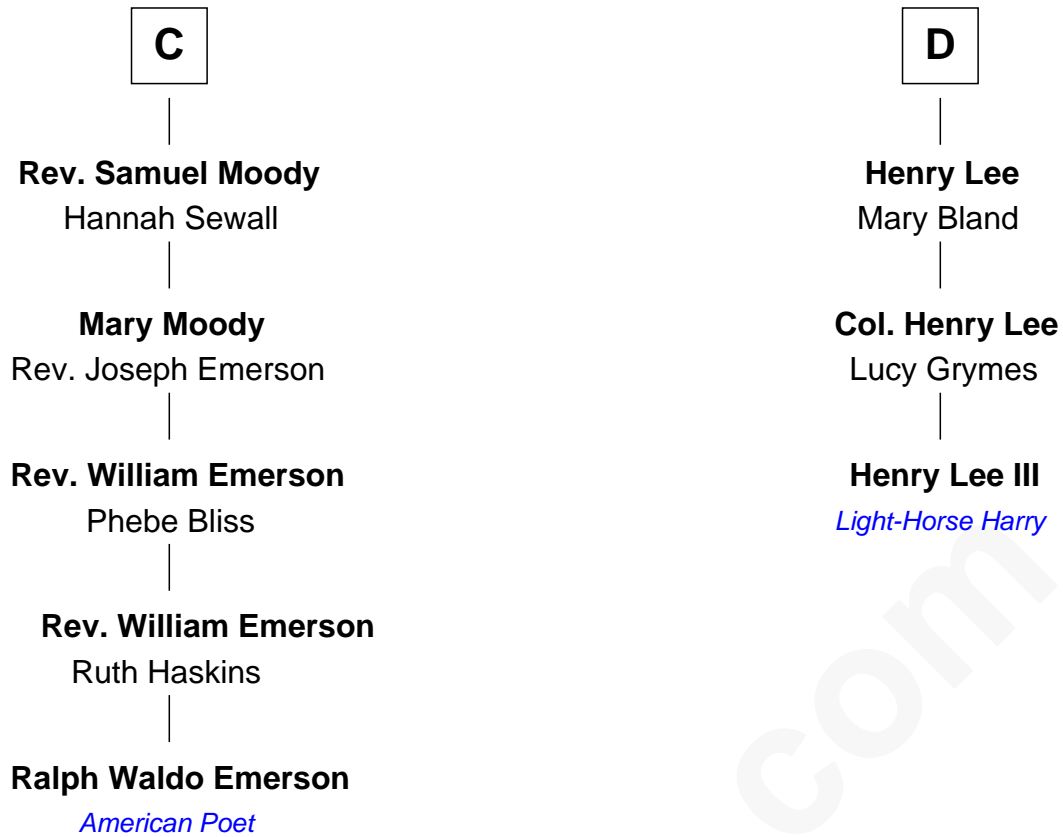 C
Rev. Samuel Moody
Hannah Sewall
Mary Moody
Rev. Joseph Emerson
Rev. William Emerson
Phebe Bliss
Rev. William Emerson
Ruth Haskins
Ralph Waldo Emerson
American Poet
D
Henry Lee
Mary Bland
Col. Henry Lee
Lucy Grymes
Henry Lee III
Light-Horse Harry
com